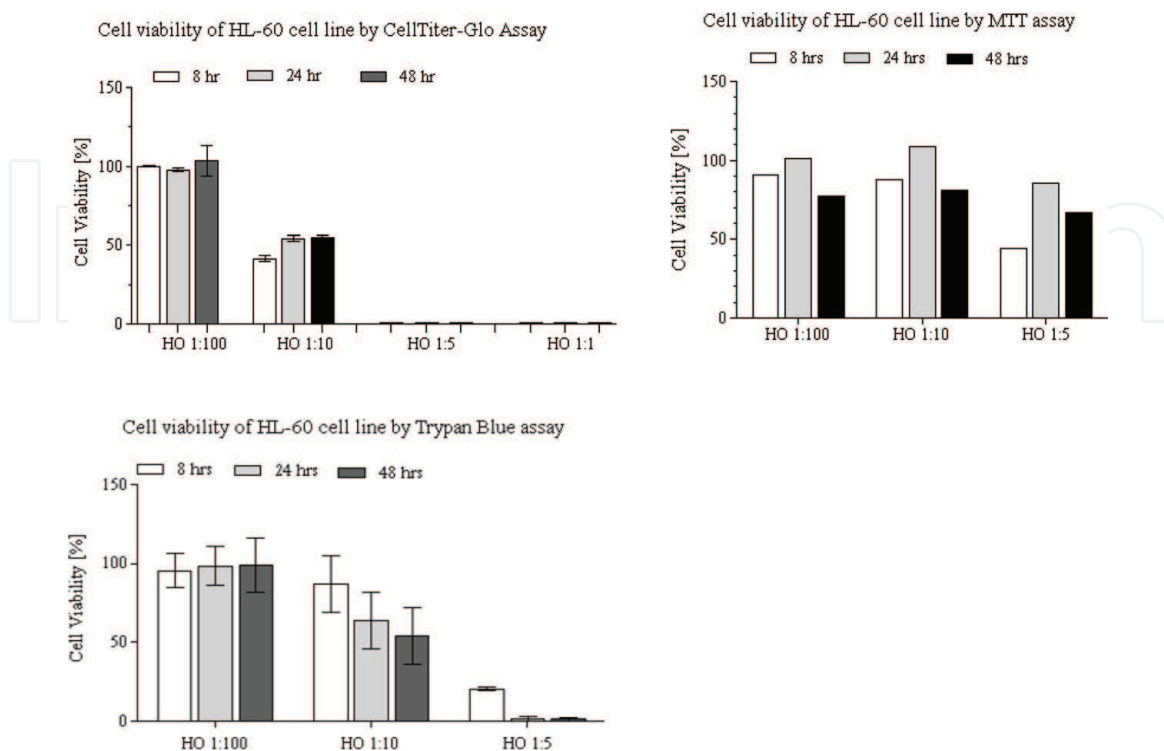 Cell viability of HL-60 cell line by CellTiter-Glo Assay
8 hr 24 hr 48 hr
Cell Viability [%]
150
100
50
0
HO 1:100 HO 1:10 HO 1:5 HO 1:1
Cell viability of HL-60 cell line by MTT assay
8 hrs 24 hrs 48 hrs
Cell Viability [%]
150
100
50
0
HO 1:100 HO 1:10 HO 1:5
Cell viability of HL-60 cell line by Trypan Blue assay
8 hrs 24 hrs 48 hrs
Cell Viability [%]
150
100
50
0
HO 1:100 HO 1:10 HO 1:5